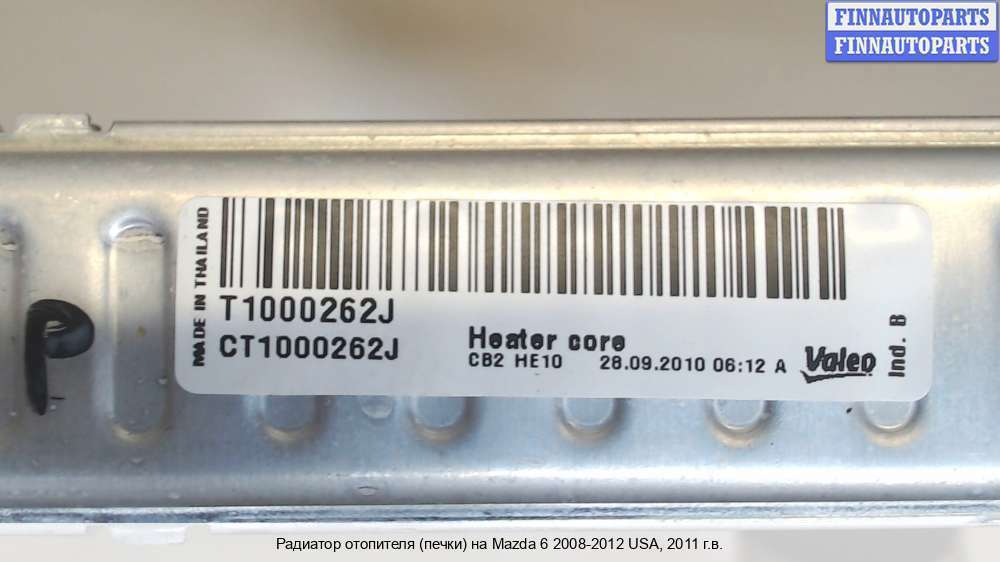 FINNAUTOPARTS
FINNAUTOPARTS
MADE IN THAILAND
T1000262J
CT1000262J
Heater core
CB2 HE10 28.09.2010 06:12 A
Valeo
Ind. B
P
Радиатор отопителя (печки) на Mazda 6 2008-2012 USA, 2011 г.в.